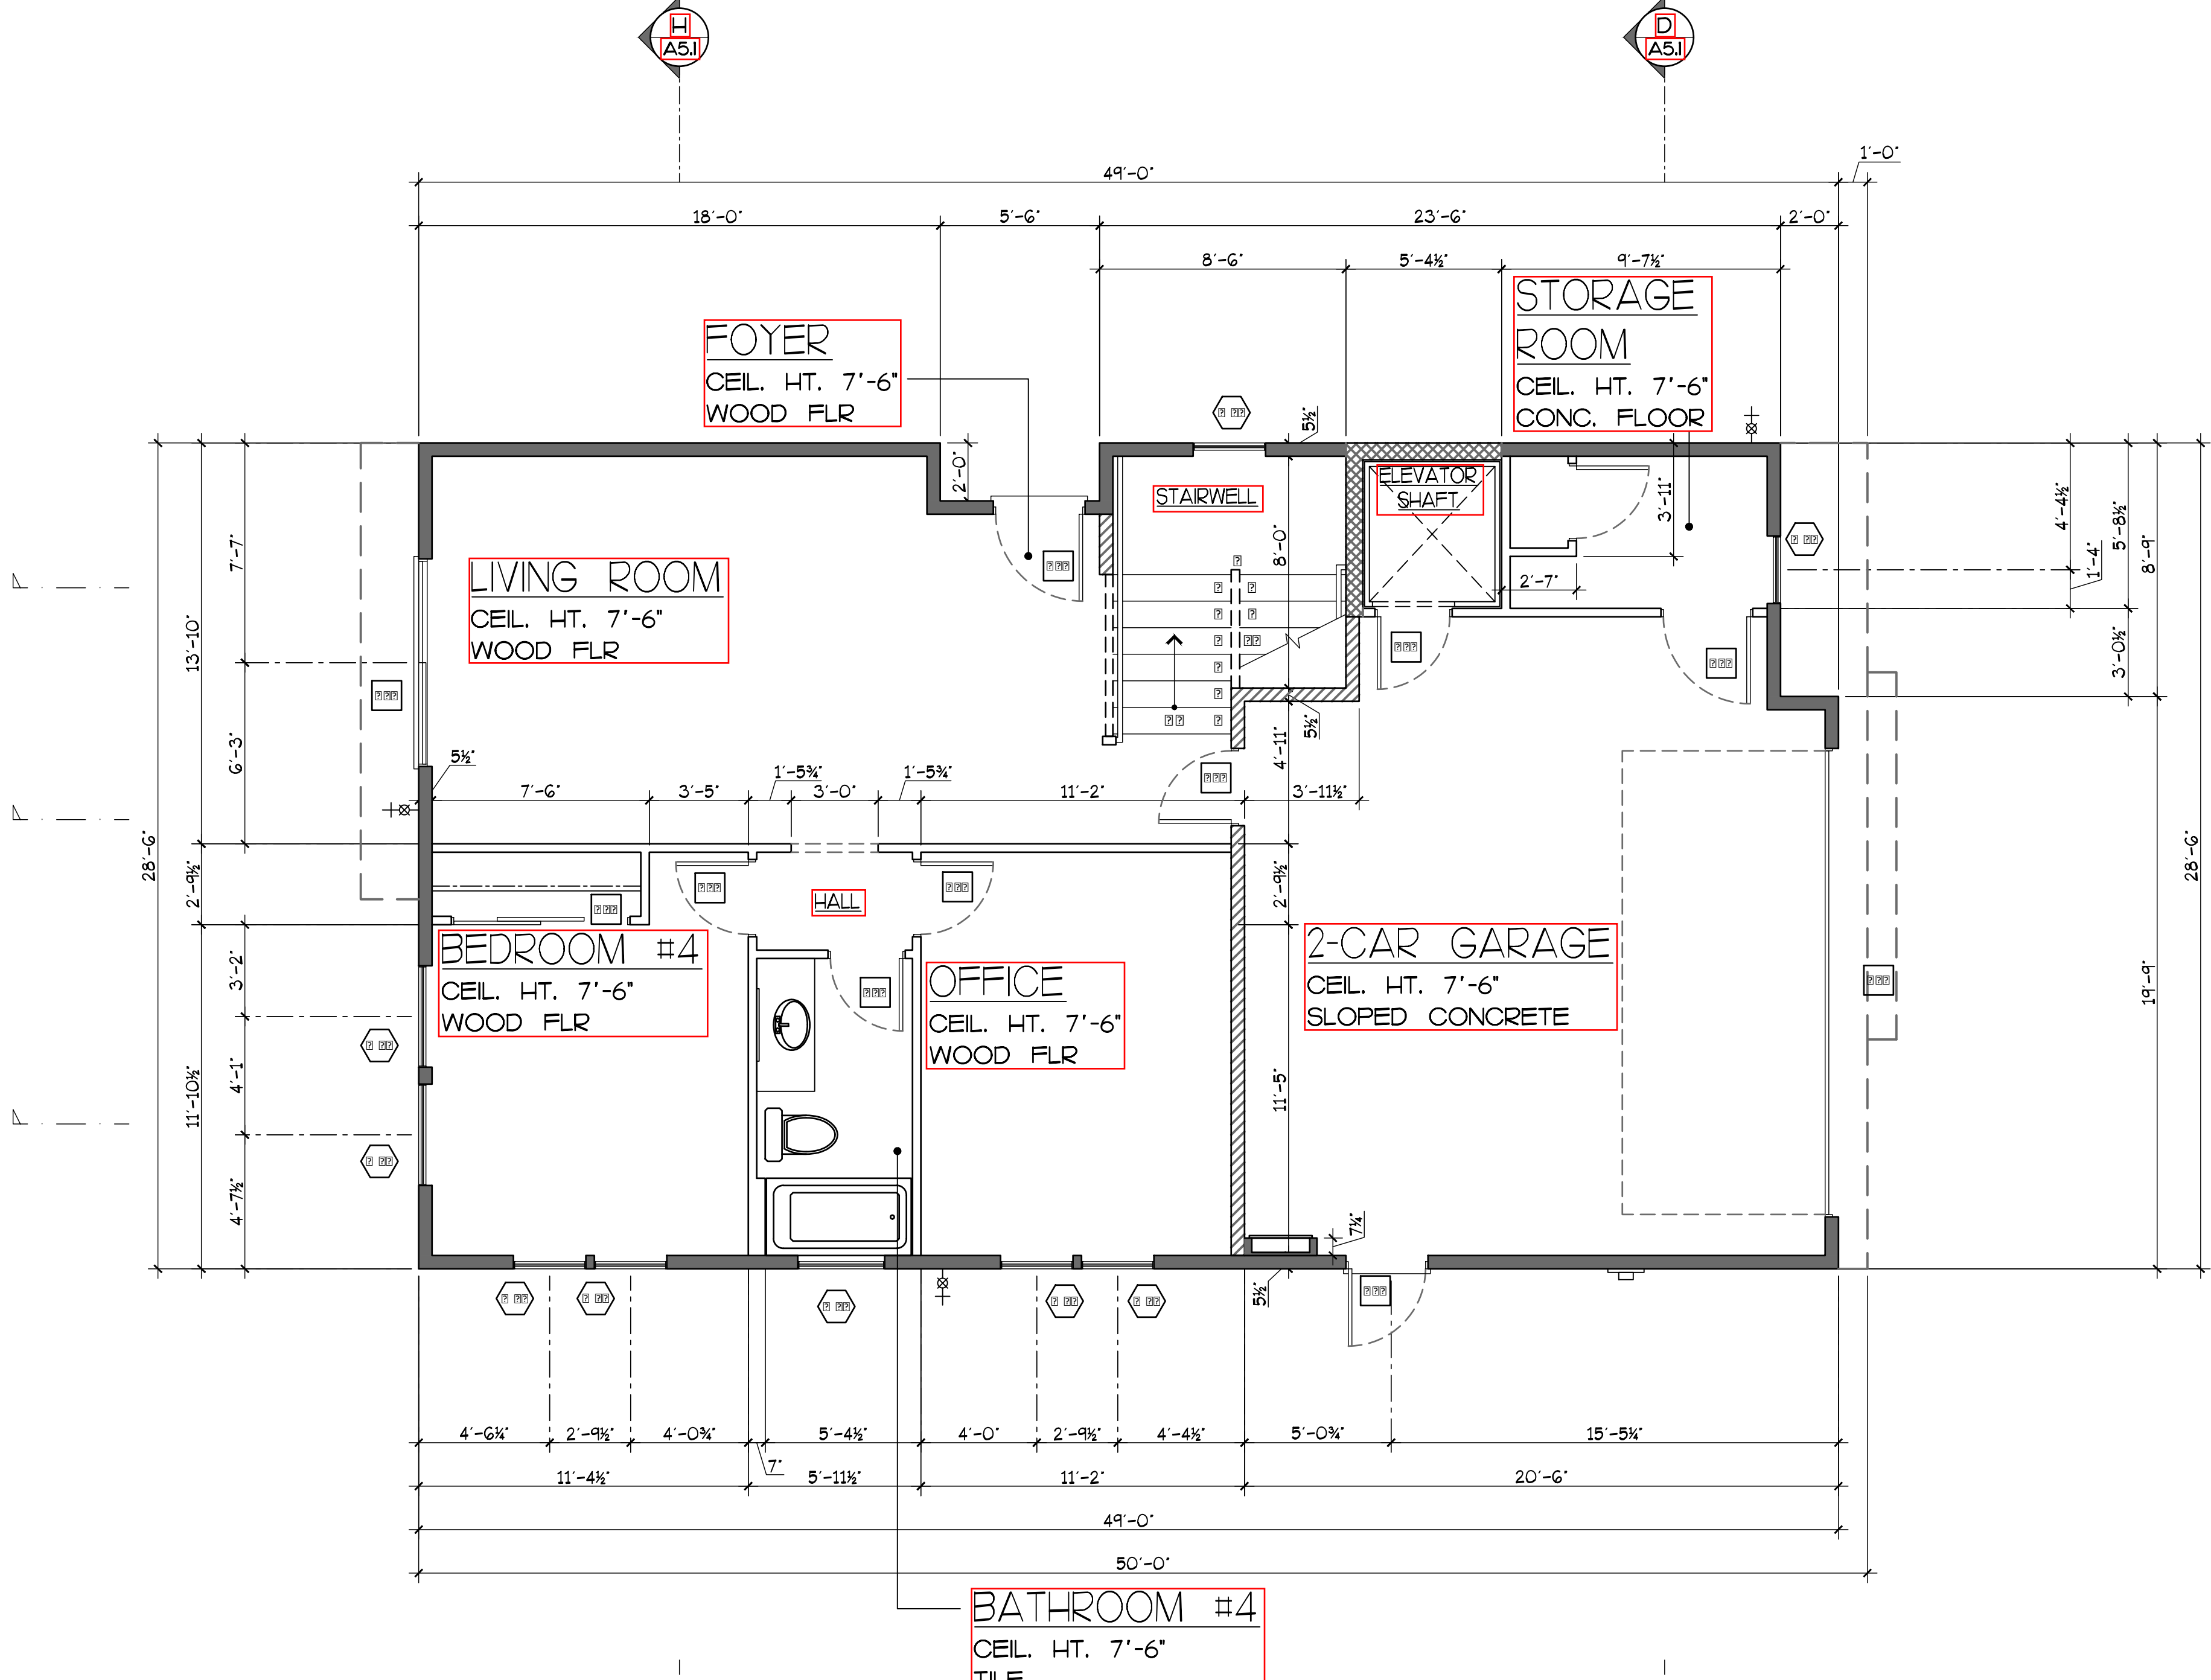 H
A5.1
D
A5.1
1'-0"
49'-0"
18'-0"
5'-6"
23'-6"
2'-0"
8'-6"
5'-4½"
9'-7½"
STORAGE
ROOM
CEIL. HT. 7'-6"
CONC. FLOOR
FOYER
CEIL. HT. 7'-6"
WOOD FLR
5½"
2'-0"
STAIRWELL
ELEVATOR
SHAFT
3'-11"
4'-4½"
5'-8½"
8'-9"
1'-4"
7'-7"
8'-0"
2'-7"
LIVING ROOM
CEIL. HT. 7'-6"
WOOD FLR
13'-10"
3'-0½"
6'-3"
5½"
5½"
4'-11"
7'-6"
3'-5"
1'-5¾"
3'-0"
1'-5¾"
11'-2"
3'-11½"
28'-6"
28'-6"
2'-9½"
2'-9½"
HALL
BEDROOM #4
CEIL. HT. 7'-6"
WOOD FLR
OFFICE
CEIL. HT. 7'-6"
WOOD FLR
2-CAR GARAGE
CEIL. HT. 7'-6"
SLOPED CONCRETE
3'-2"
19'-9"
4'-1"
11'-10½"
11'-5"
4'-7½"
7¼"
5½"
4'-6¼"
2'-9½"
4'-0¾"
5'-4½"
4'-0"
2'-9½"
4'-4½"
5'-0¾"
15'-5¼"
7"
11'-4½"
5'-11½"
11'-2"
20'-6"
49'-0"
50'-0"
BATHROOM #4
CEIL. HT. 7'-6"
TILE